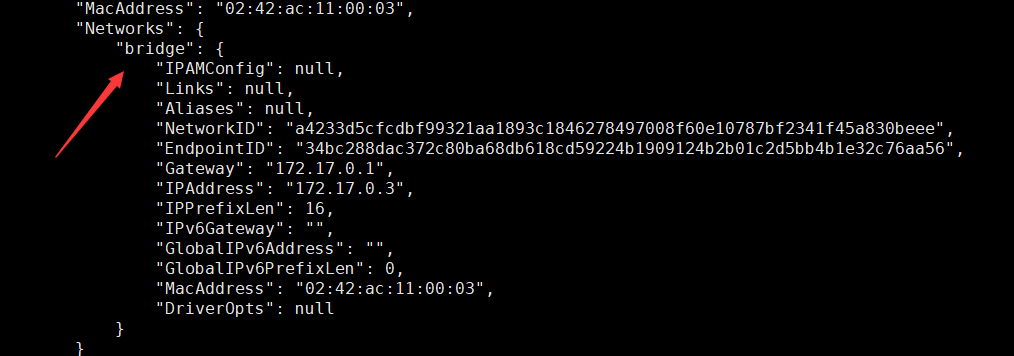 "MacAddress": "02:42:ac:11:00:03",
"Networks": {
"bridge": {
"IPAMConfig": null,
"Links": null,
"Aliases": null,
"NetworkID": "a4233d5cfcdbf99321aa1893c1846278497008f60e10787bf2341f45a830beee",
"EndpointID": "34bc288dac372c80ba68db618cd59224b1909124b2b01c2d5bb4b1e32c76aa56",
"Gateway": "172.17.0.1",
"IPAddress": "172.17.0.3",
"IPPrefixLen": 16,
"IPv6Gateway": "",
"GlobalIPv6Address": "",
"GlobalIPv6PrefixLen": 0,
"MacAddress": "02:42:ac:11:00:03",
"DriverOpts": null
}
}